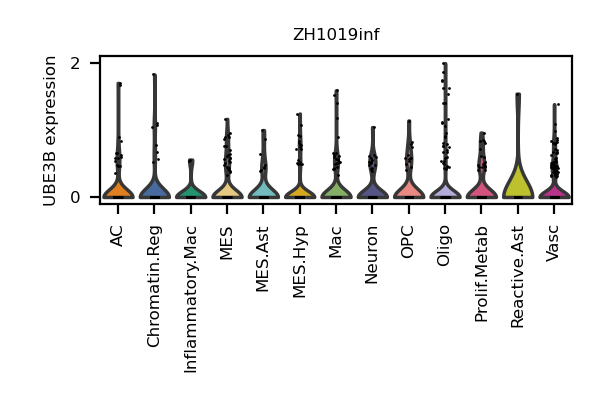 ZH1019inf
UBE3B expression
2
0
AC
Chromatin.Reg
Inflammatory.Mac
MES
MES.Ast
MES.Hyp
Mac
Neuron
OPC
Oligo
Prolif.Metab
Reactive.Ast
Vasc